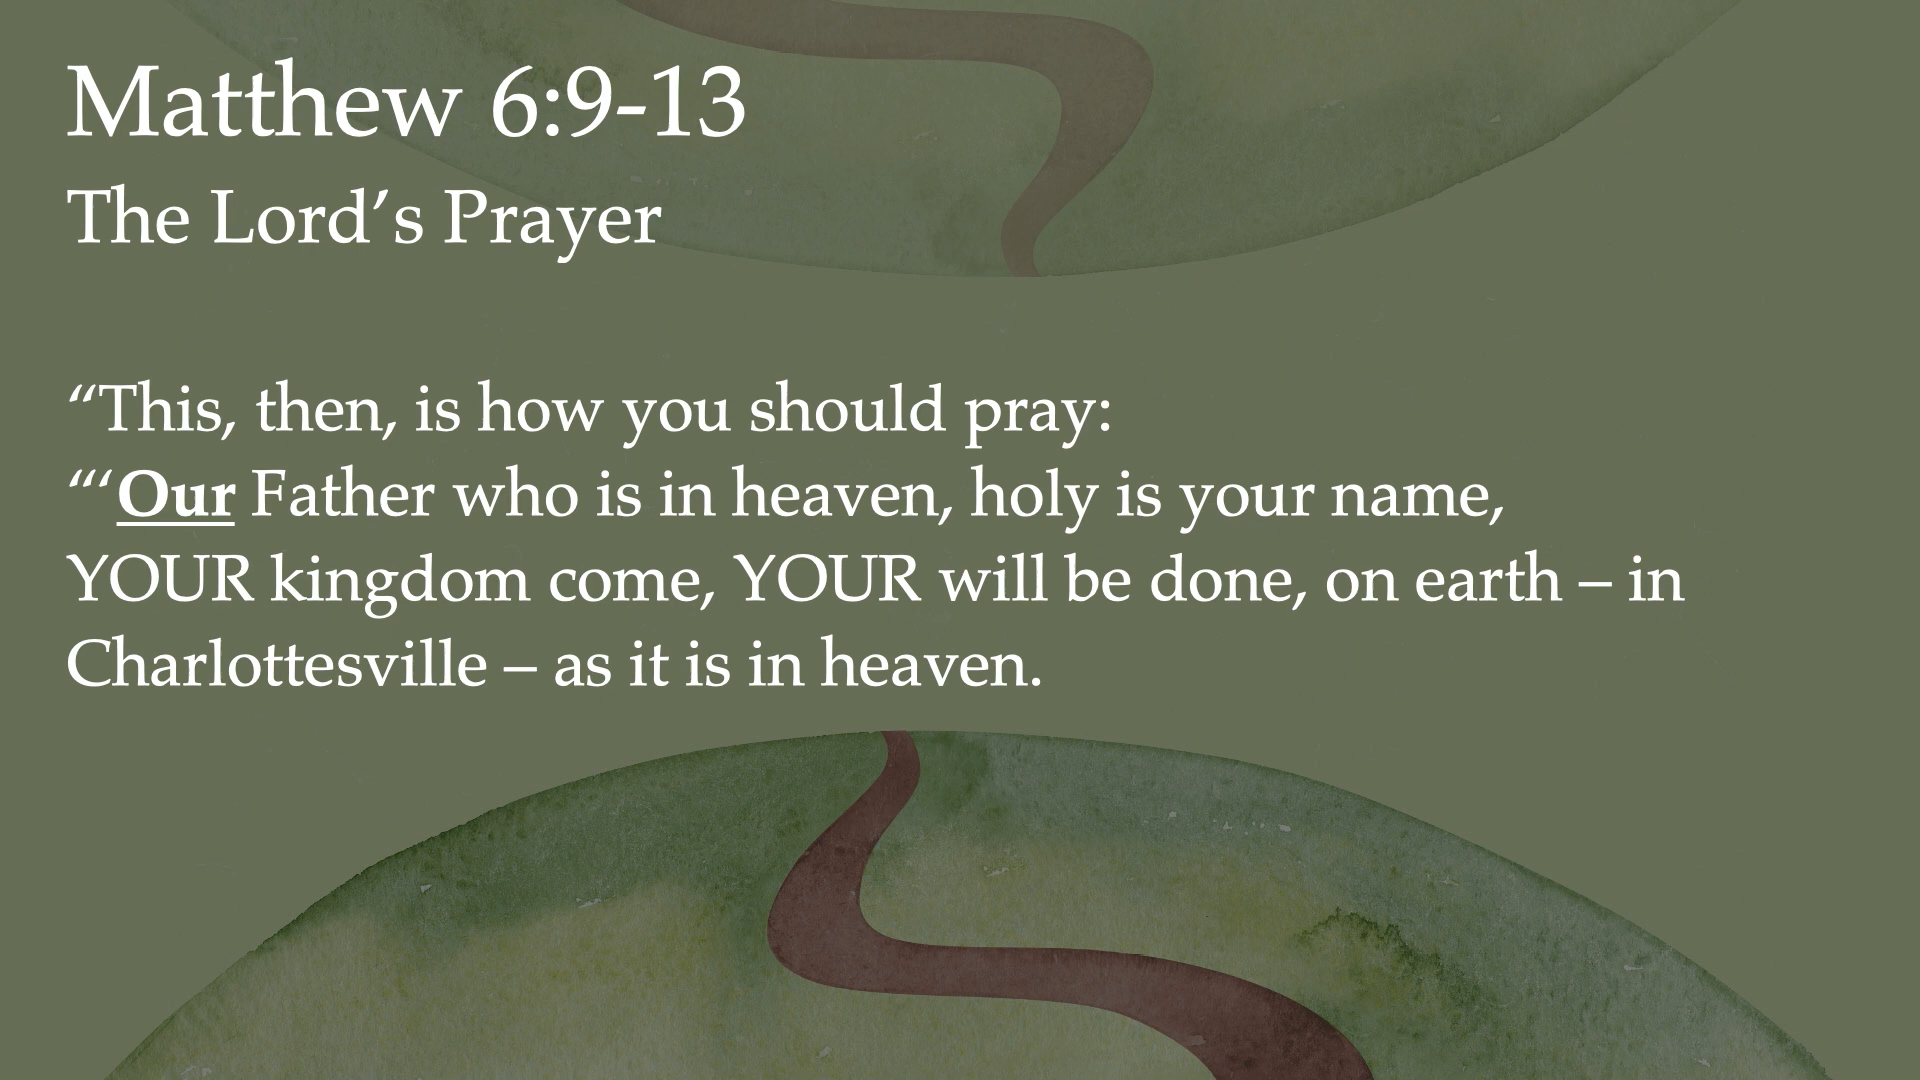 Matthew 6:9-13
The Lord’s Prayer
“This, then, is how you should pray:
“‘Our Father who is in heaven, holy is your name,
YOUR kingdom come, YOUR will be done, on earth – in
Charlottesville – as it is in heaven.